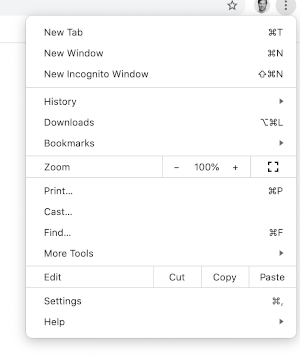 New Tab ⌘T
New Window ⌘N
New Incognito Window ⇧⌘N
History
Downloads ⌥⌘L
Bookmarks
Zoom − 100% +
Print... ⌘P
Cast...
Find... ⌘F
More Tools
Edit Cut Copy Paste
Settings ⌘,
Help